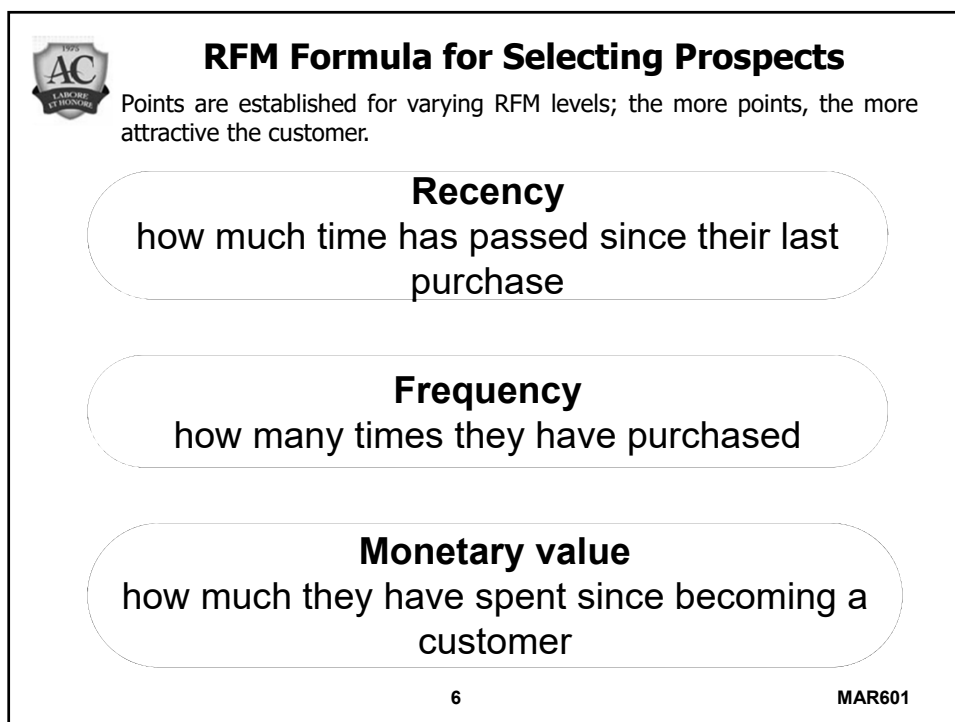 1975
AC
LABORE
ET HONORE
RFM Formula for Selecting Prospects
Points are established for varying RFM levels; the more points, the more
attractive the customer.
Recency
how much time has passed since their last
purchase
Frequency
how many times they have purchased
Monetary value
how much they have spent since becoming a
customer
6
MAR601